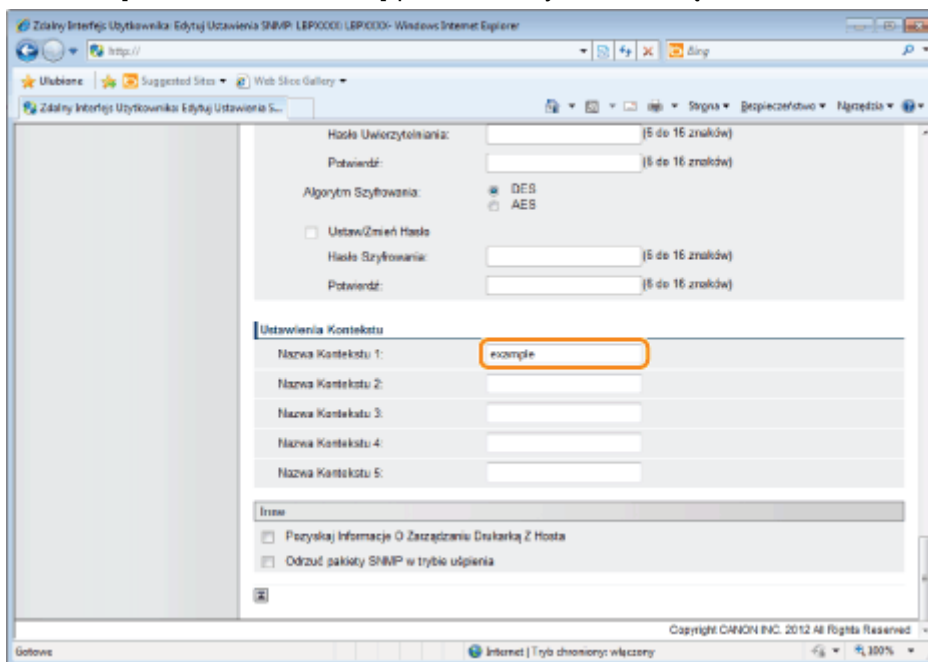 Zdalny Interfejs Użytkownika: Edytuj Ustawienia SNMP: LBPXXXX: LBPXXXX - Windows Internet Explorer
http://
Bing
Ulubione Suggested Sites Web Slice Gallery
Zdalny Interfejs Użytkownika: Edytuj Ustawienia S...
Strona Bezpieczeństwo Narzędzia
Hasło Uwierzytelniania: (6 do 16 znaków)
Potwierdź: (6 do 16 znaków)
Algorytm Szyfrowania: DES
AES
Ustaw/Zmień Hasło
Hasło Szyfrowania: (6 do 16 znaków)
Potwierdź: (6 do 16 znaków)
Ustawienia Kontekstu
Nazwa Kontekstu 1: example
Nazwa Kontekstu 2:
Nazwa Kontekstu 3:
Nazwa Kontekstu 4:
Nazwa Kontekstu 5:
Inne
Pozyskaj Informacje O Zarządzaniu Drukarką Z Hosta
Odrzuć pakiety SNMP w trybie uśpienia
Copyright CANON INC. 2012 All Rights Reserved
Gotowe Internet | Tryb chroniony: włączony 100%